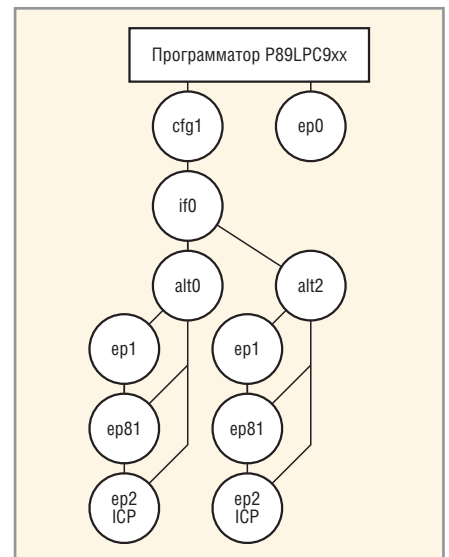 Программатор P89LPC9xx
cfg1
ep0
if0
alt0
alt2
ep1
ep1
ep81
ep81
ep2
ICP
ep2
ICP